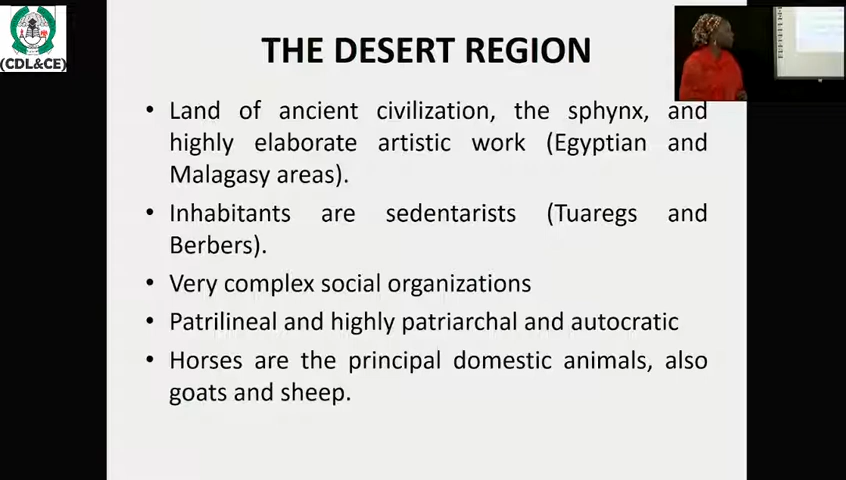 (CDL&CE)
THE DESERT REGION
• Land of ancient civilization, the sphynx, and
highly elaborate artistic work (Egyptian and
Malagasy areas).
• Inhabitants are sedentarists (Tuaregs and
Berbers).
• Very complex social organizations
• Patrilineal and highly patriarchal and autocratic
• Horses are the principal domestic animals, also
goats and sheep.